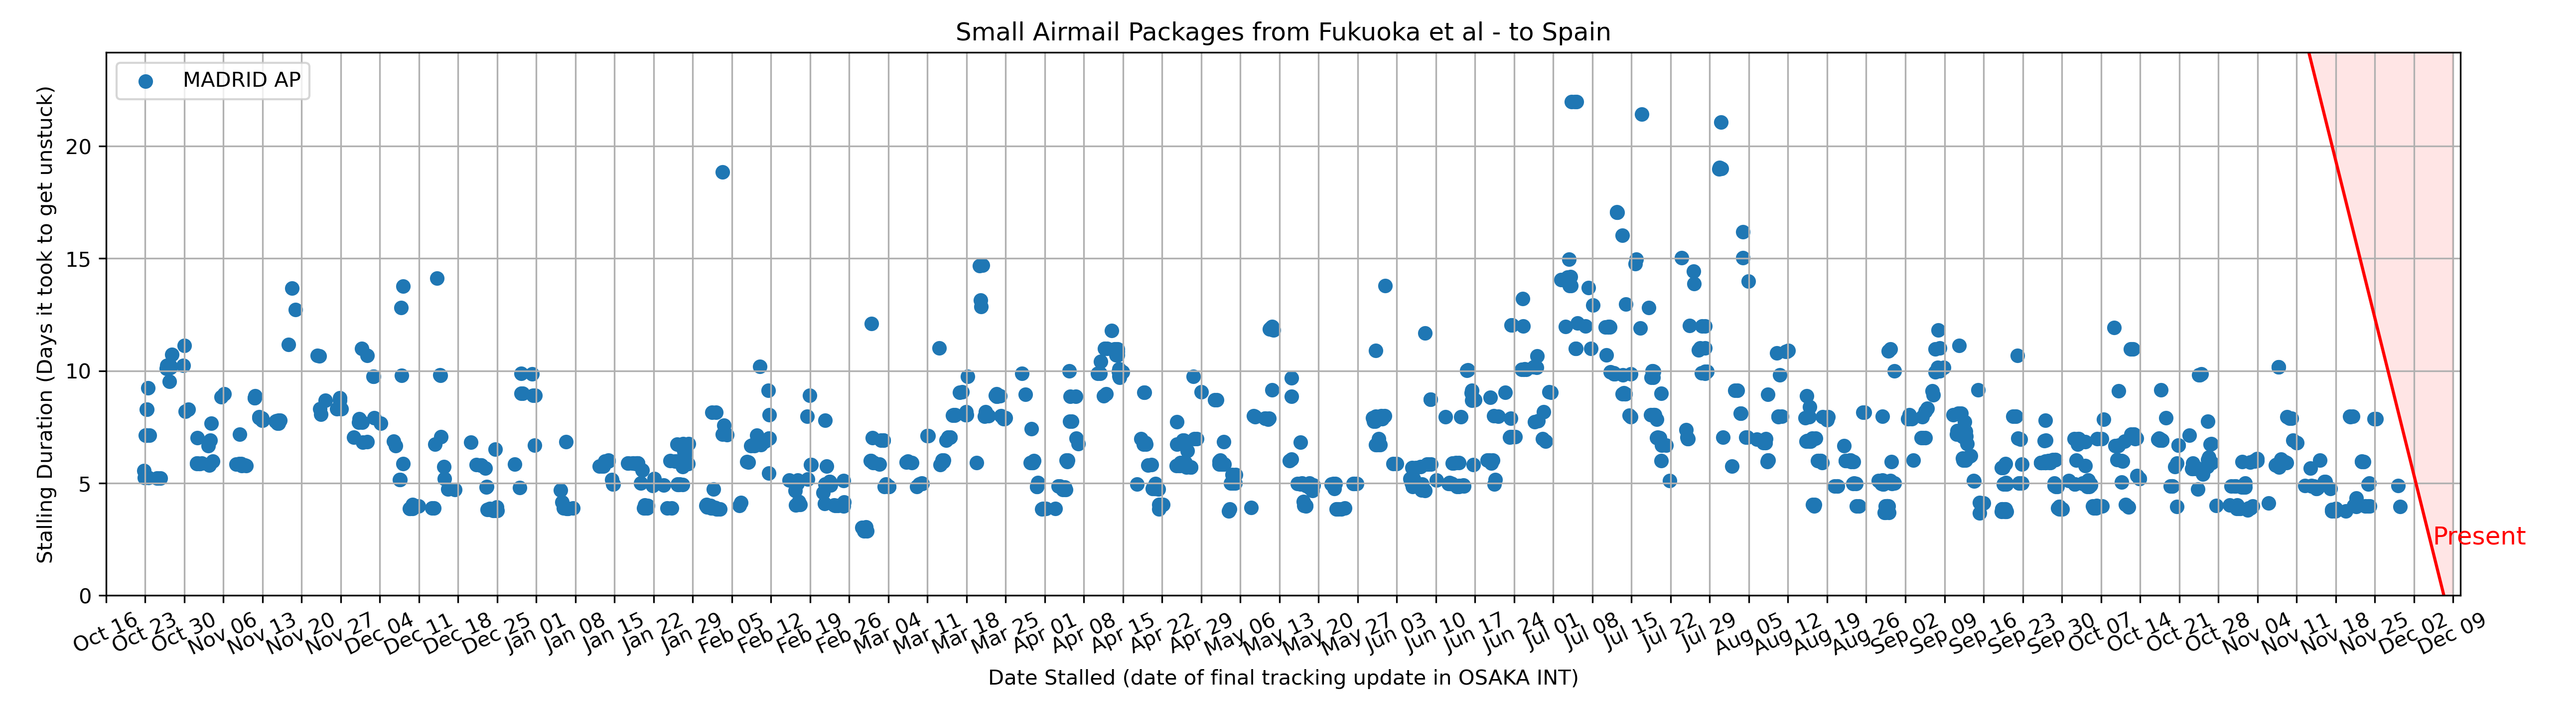 Small Airmail Packages from Fukuoka et al - to Spain
MADRID AP
Stalling Duration (Days it took to get unstuck)
20
15
10
5
0
Present
Oct 16
Oct 23
Oct 30
Nov 06
Nov 13
Nov 20
Nov 27
Dec 04
Dec 11
Dec 18
Dec 25
Jan 01
Jan 08
Jan 15
Jan 22
Jan 29
Feb 05
Feb 12
Feb 19
Feb 26
Mar 04
Mar 11
Mar 18
Mar 25
Apr 01
Apr 08
Apr 15
Apr 22
Apr 29
May 06
May 13
May 20
May 27
Jun 03
Jun 10
Jun 17
Jun 24
Jul 01
Jul 08
Jul 15
Jul 22
Jul 29
Aug 05
Aug 12
Aug 19
Aug 26
Sep 02
Sep 09
Sep 16
Sep 23
Sep 30
Oct 07
Oct 14
Oct 21
Oct 28
Nov 04
Nov 11
Nov 18
Nov 25
Dec 02
Dec 09
Date Stalled (date of final tracking update in OSAKA INT)